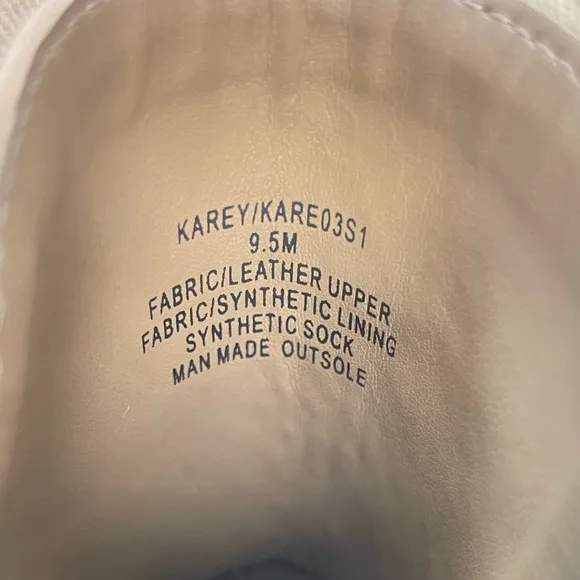 KAREY/KARE03S1
9.5M
FABRIC/LEATHER UPPER
FABRIC/SYNTHETIC LINING
SYNTHETIC SOCK
MAN MADE OUTSOLE